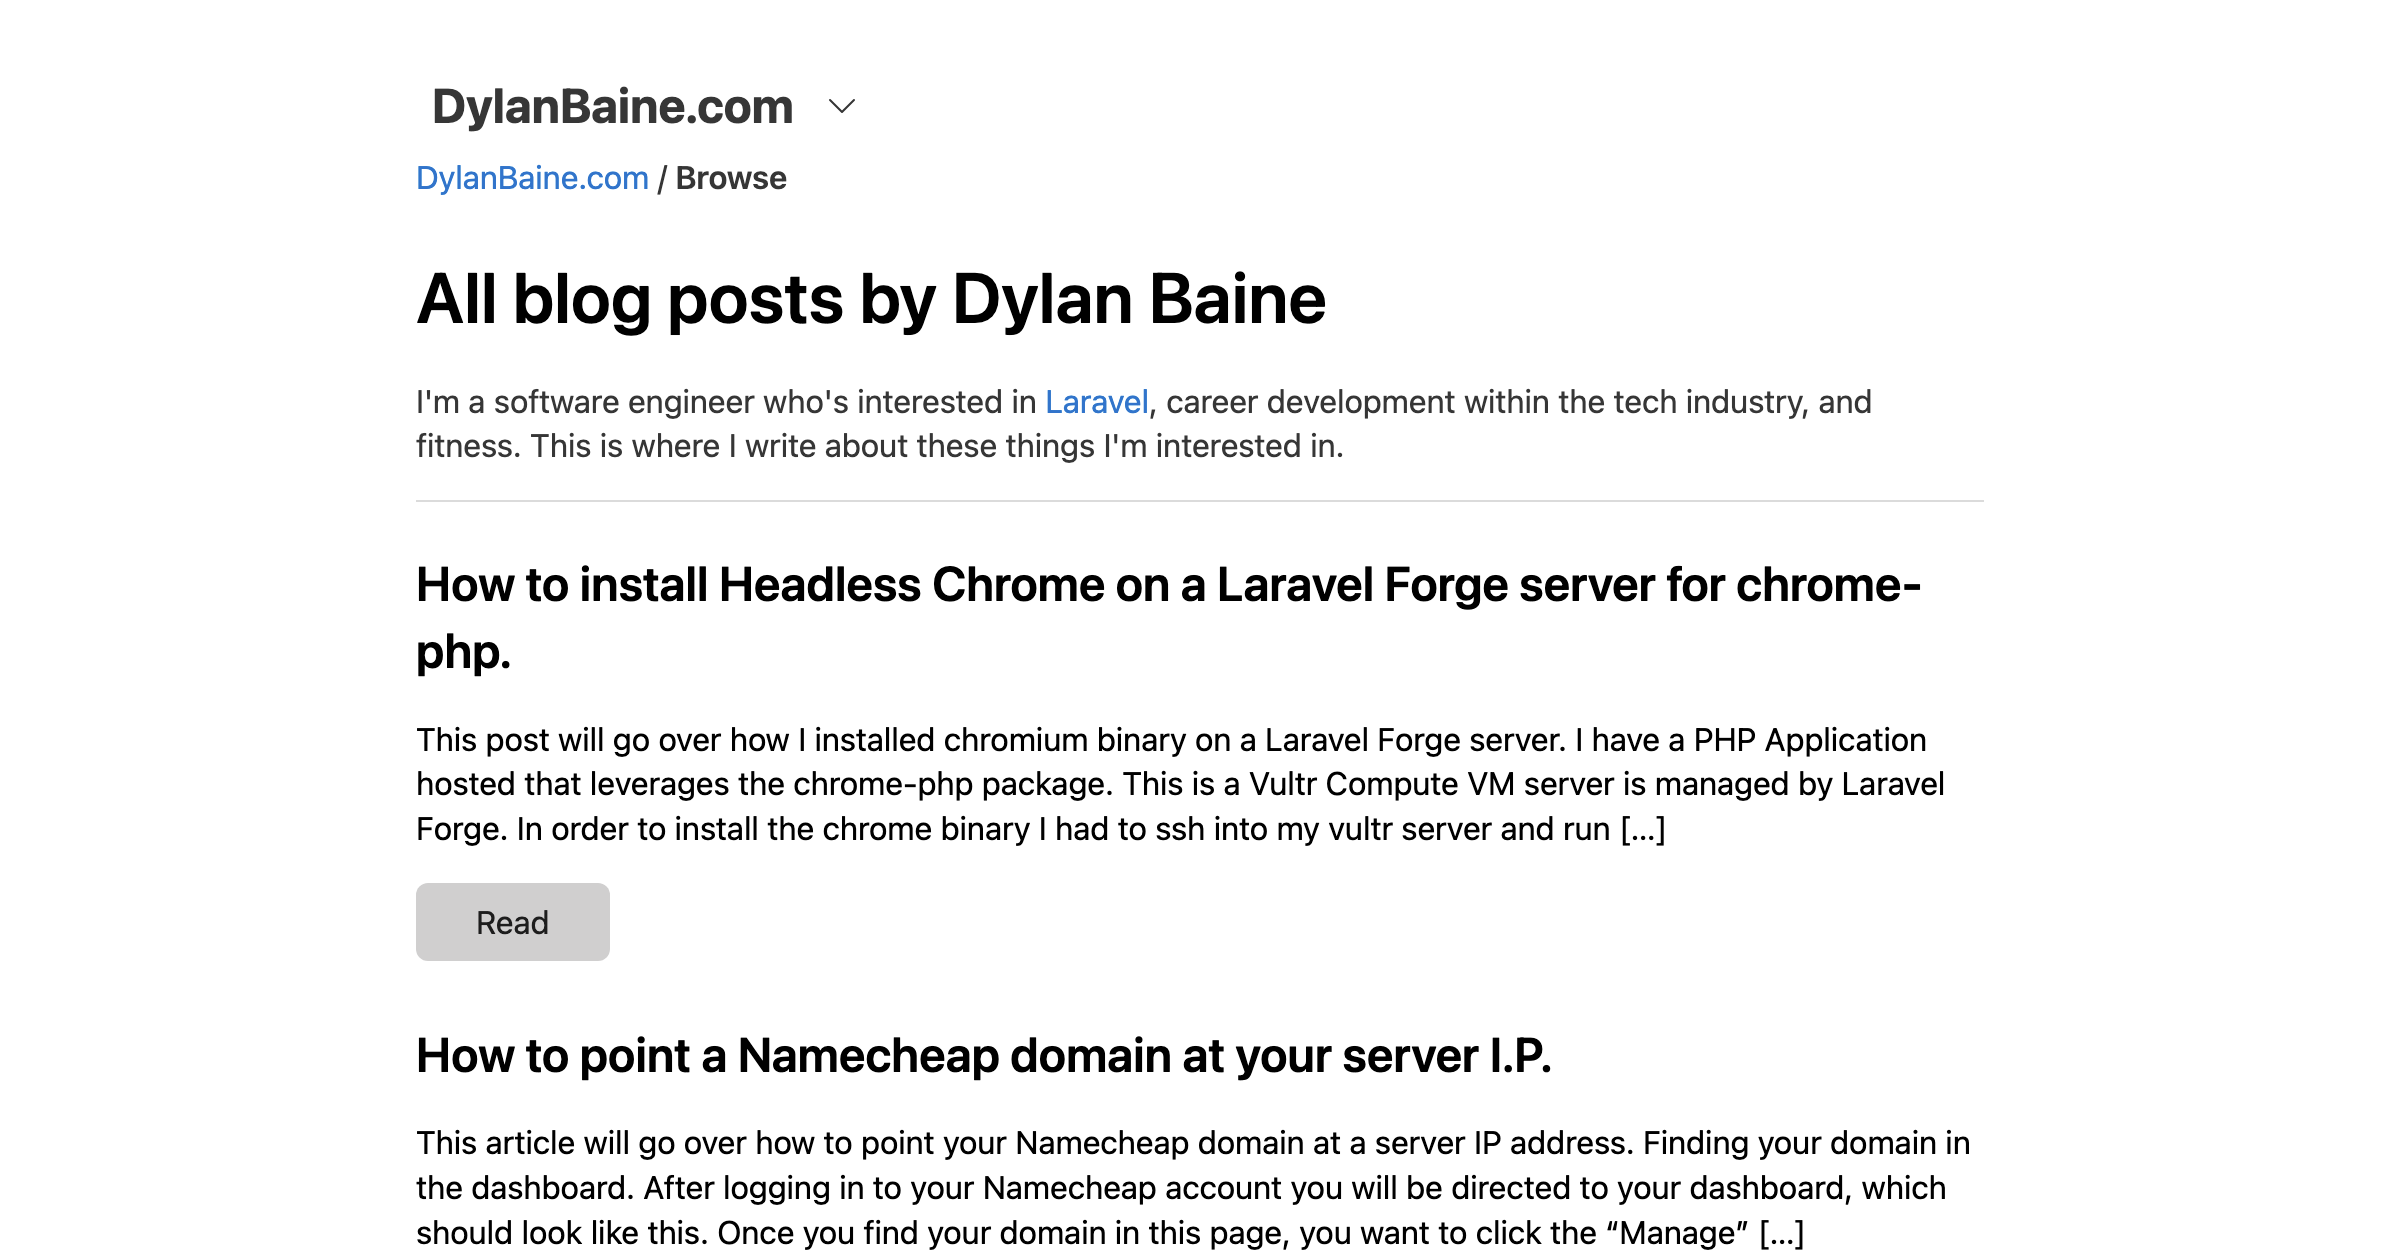 DylanBaine.com
DylanBaine.com / Browse
All blog posts by Dylan Baine
I'm a software engineer who's interested in Laravel, career development within the tech industry, and
fitness. This is where I write about these things I'm interested in.
How to install Headless Chrome on a Laravel Forge server for chrome-
php.
This post will go over how I installed chromium binary on a Laravel Forge server. I have a PHP Application
hosted that leverages the chrome-php package. This is a Vultr Compute VM server is managed by Laravel
Forge. In order to install the chrome binary I had to ssh into my vultr server and run [...]
Read
How to point a Namecheap domain at your server I.P.
This article will go over how to point your Namecheap domain at a server IP address. Finding your domain in
the dashboard. After logging in to your Namecheap account you will be directed to your dashboard, which
should look like this. Once you find your domain in this page, you want to click the “Manage” [...]